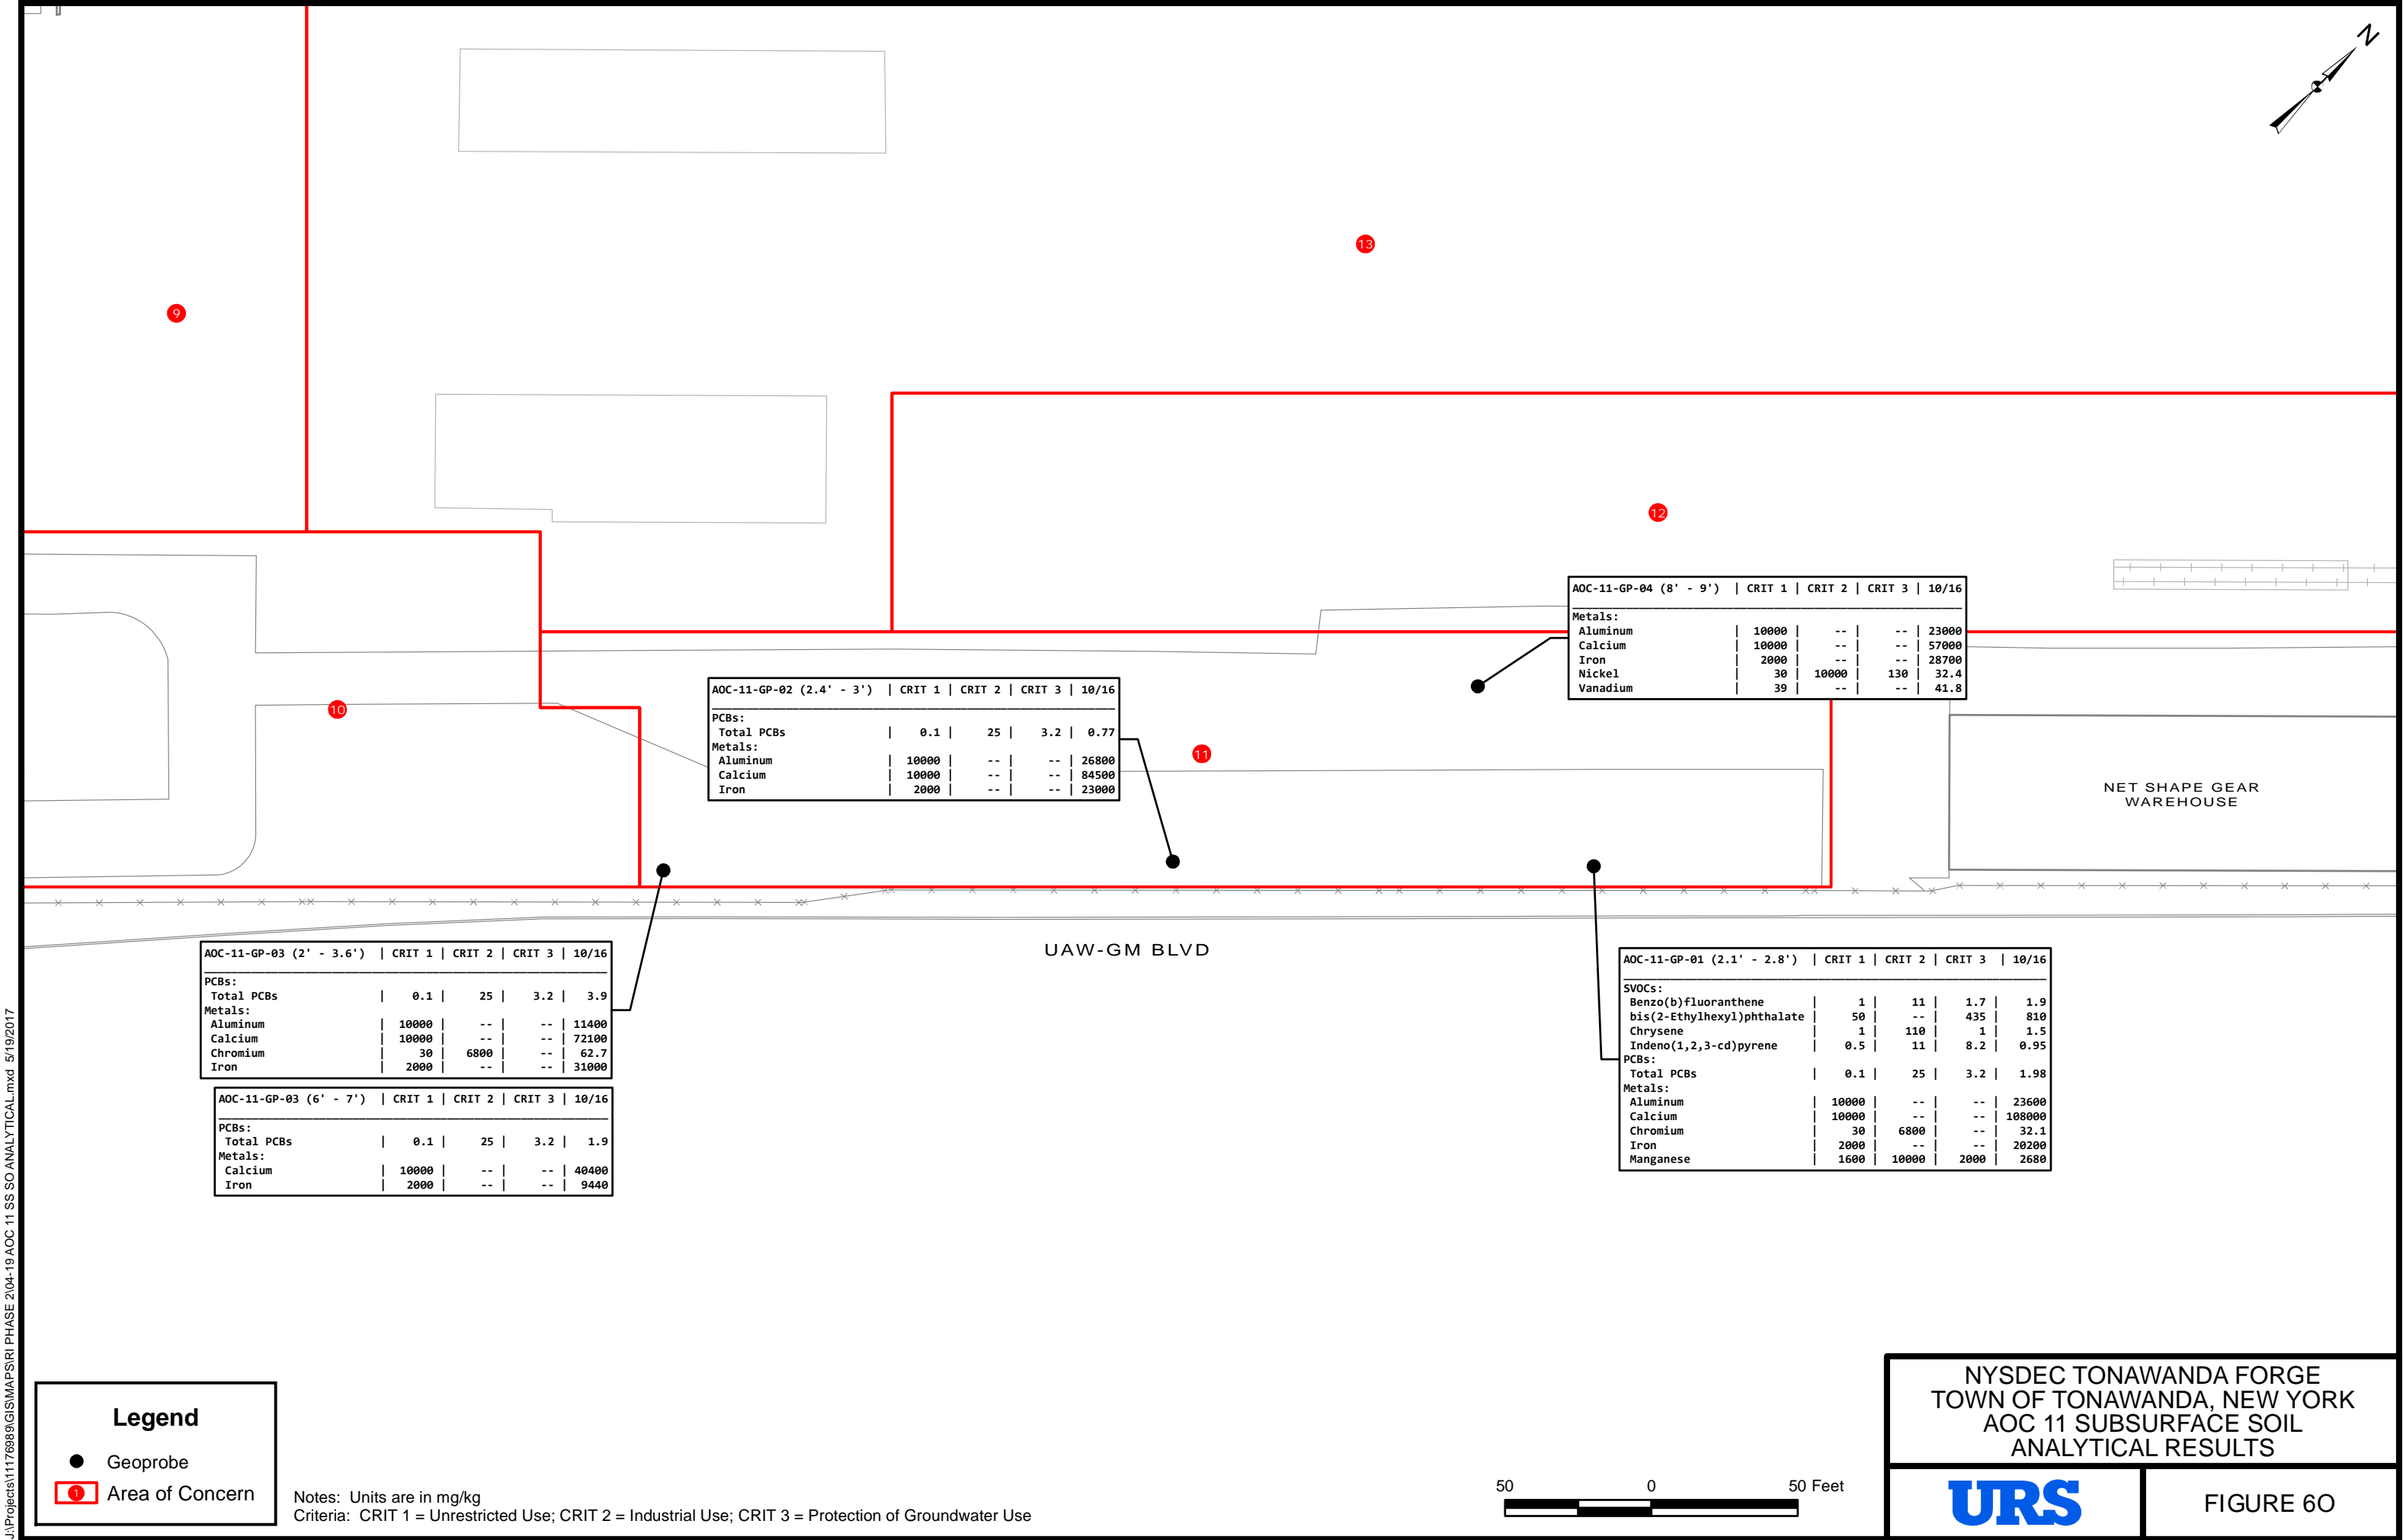 N
13
9
12
AOC-11-GP-04 (8' - 9') | CRIT 1 | CRIT 2 | CRIT 3 | 10/16
Metals:
Aluminum | 10000 | -- | -- | 23000
Calcium | 10000 | -- | -- | 57000
Iron | 2000 | -- | -- | 28700
Nickel | 30 | 10000 | 130 | 32.4
Vanadium | 39 | -- | -- | 41.8
AOC-11-GP-02 (2.4' - 3') | CRIT 1 | CRIT 2 | CRIT 3 | 10/16
PCBs:
Total PCBs | 0.1 | 25 | 3.2 | 0.77
Metals:
Aluminum | 10000 | -- | -- | 26800
Calcium | 10000 | -- | -- | 84500
Iron | 2000 | -- | -- | 23000
10
11
NET SHAPE GEAR
WAREHOUSE
UAW-GM BLVD
AOC-11-GP-03 (2' - 3.6') | CRIT 1 | CRIT 2 | CRIT 3 | 10/16
PCBs:
Total PCBs | 0.1 | 25 | 3.2 | 3.9
Metals:
Aluminum | 10000 | -- | -- | 11400
Calcium | 10000 | -- | -- | 72100
Chromium | 30 | 6800 | -- | 62.7
Iron | 2000 | -- | -- | 31000
AOC-11-GP-03 (6' - 7') | CRIT 1 | CRIT 2 | CRIT 3 | 10/16
PCBs:
Total PCBs | 0.1 | 25 | 3.2 | 1.9
Metals:
Calcium | 10000 | -- | -- | 40400
Iron | 2000 | -- | -- | 9440
AOC-11-GP-01 (2.1' - 2.8') | CRIT 1 | CRIT 2 | CRIT 3 | 10/16
SVOCs:
Benzo(b)fluoranthene | 1 | 11 | 1.7 | 1.9
bis(2-Ethylhexyl)phthalate | 50 | -- | 435 | 810
Chrysene | 1 | 110 | 1 | 1.5
Indeno(1,2,3-cd)pyrene | 0.5 | 11 | 8.2 | 0.95
PCBs:
Total PCBs | 0.1 | 25 | 3.2 | 1.98
Metals:
Aluminum | 10000 | -- | -- | 23600
Calcium | 10000 | -- | -- | 108000
Chromium | 30 | 6800 | -- | 32.1
Iron | 2000 | -- | -- | 20200
Manganese | 1600 | 10000 | 2000 | 2680
J:\Projects\11176989\GIS\MAPS\RI PHASE 2\04-19 AOC 11 SS SO ANALYTICAL.mxd 5/19/2017
Legend
Geoprobe
1 Area of Concern
Notes: Units are in mg/kg
Criteria: CRIT 1 = Unrestricted Use; CRIT 2 = Industrial Use; CRIT 3 = Protection of Groundwater Use
50 0 50 Feet
NYSDEC TONAWANDA FORGE
TOWN OF TONAWANDA, NEW YORK
AOC 11 SUBSURFACE SOIL
ANALYTICAL RESULTS
URS
FIGURE 6O